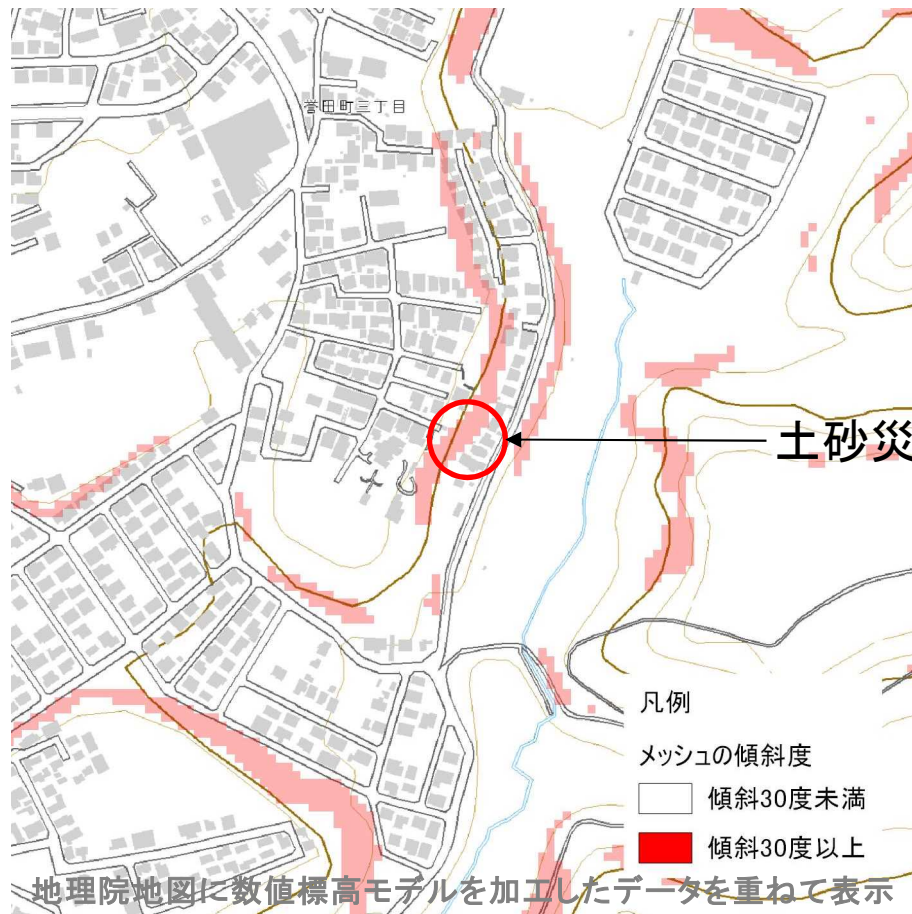 誉田町三丁目
土砂災
凡例
メッシュの傾斜度
傾斜30度未満
傾斜30度以上
地理院地図に数値標高モデルを加工したデータを重ねて表示